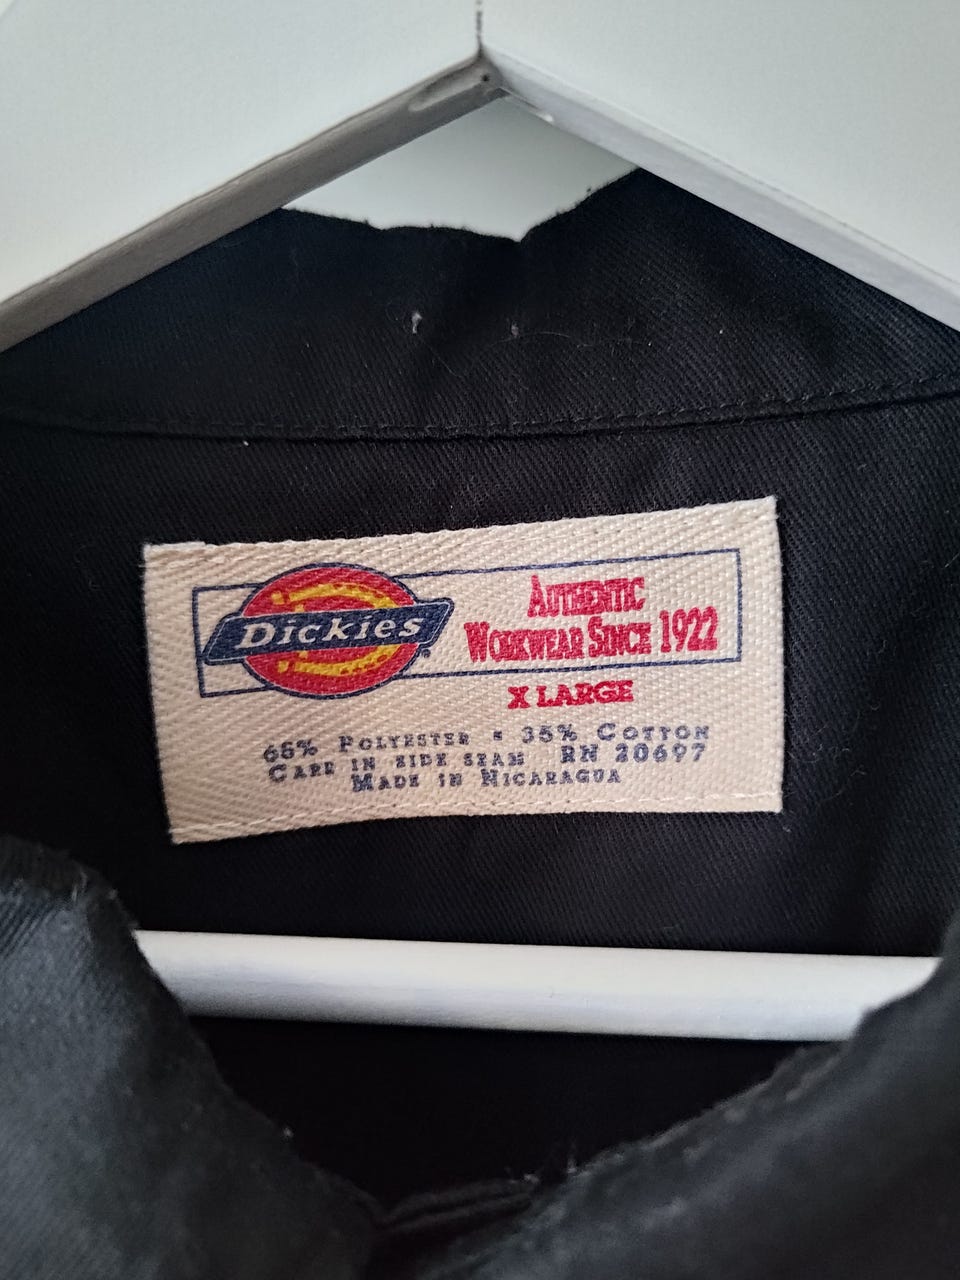 Dickies
AUTHENTIC
WORKWEAR SINCE 1922
X LARGE
65% POLYESTER • 35% COTTON
CARE IN SIDE SEAM RN 20697
MADE IN NICARAGUA